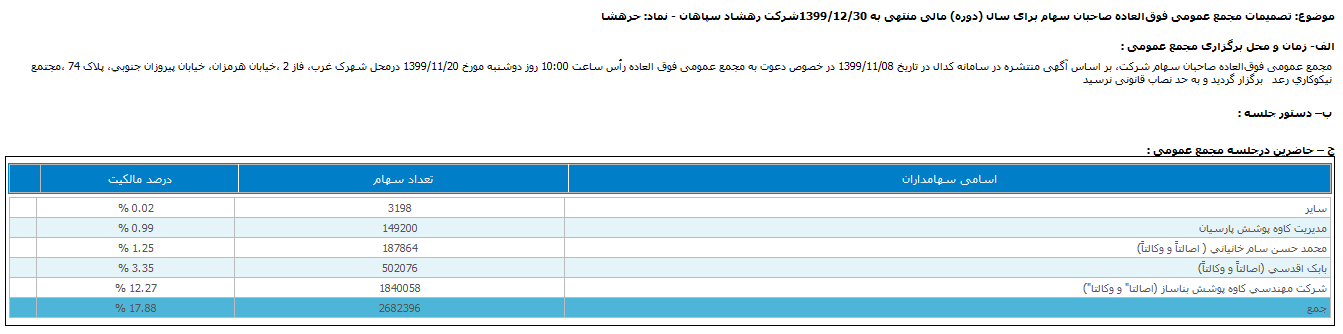 موضوع: تصمیمات مجمع عمومی فوق‌العاده صاحبان سهام برای سال (دوره) مالی منتهی به 1399/12/30شرکت رهشاد سپاهان - نماد: حرهشا
الف- زمان و محل برگزاری مجمع عمومی :
مجمع عمومی فوق‌العاده صاحبان سهام شرکت، بر اساس آگهی منتشره در سامانه کدال در تاریخ 1399/11/08 در خصوص دعوت به مجمع عمومی فوق العاده رأس ساعت 10:00 روز دوشنبه مورخ 1399/11/20 درمحل شهرک غرب، فاز 2 ،خیابان هرمزان، خیابان پیروزان جنوبي، پلاک 74 ،مجتمع
نیکوکاري رعد برگزار گردید و به حد نصاب قانونی نرسید
ب– دستور جلسه :
ج – حاضرین درجلسه مجمع عمومی :
اسامی سهامداران تعداد سهام درصد مالکیت
سایر 3198 0.02 %
مدیریت کاوه پوشش پارسیان 149200 0.99 %
محمد حسن سام خانیاني ( اصالتاً و وکالتاً) 187864 1.25 %
بابک اقدسي (اصالتاً و وکالتاً) 502076 3.35 %
شرکت مهندسي کاوه پوشش بناساز (اصالتا" و وکالتا") 1840058 12.27 %
جمع 2682396 17.88 %